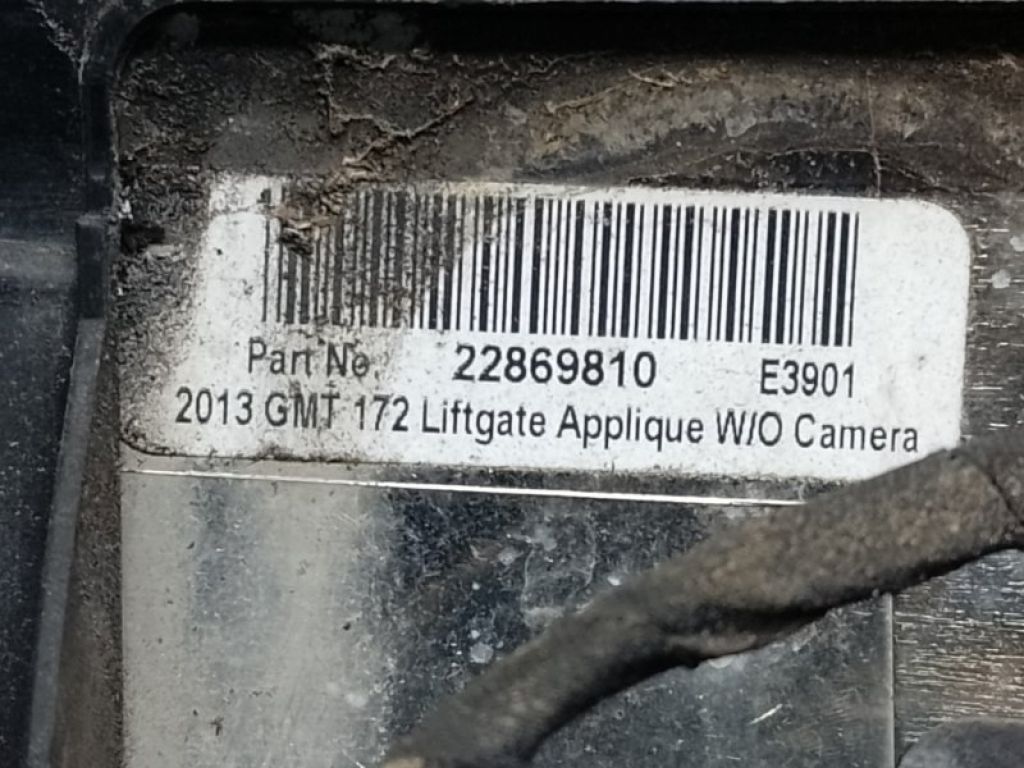 Part No. 22869810 E3901
2013 GMT 172 Liftgate Applique W/O Camera